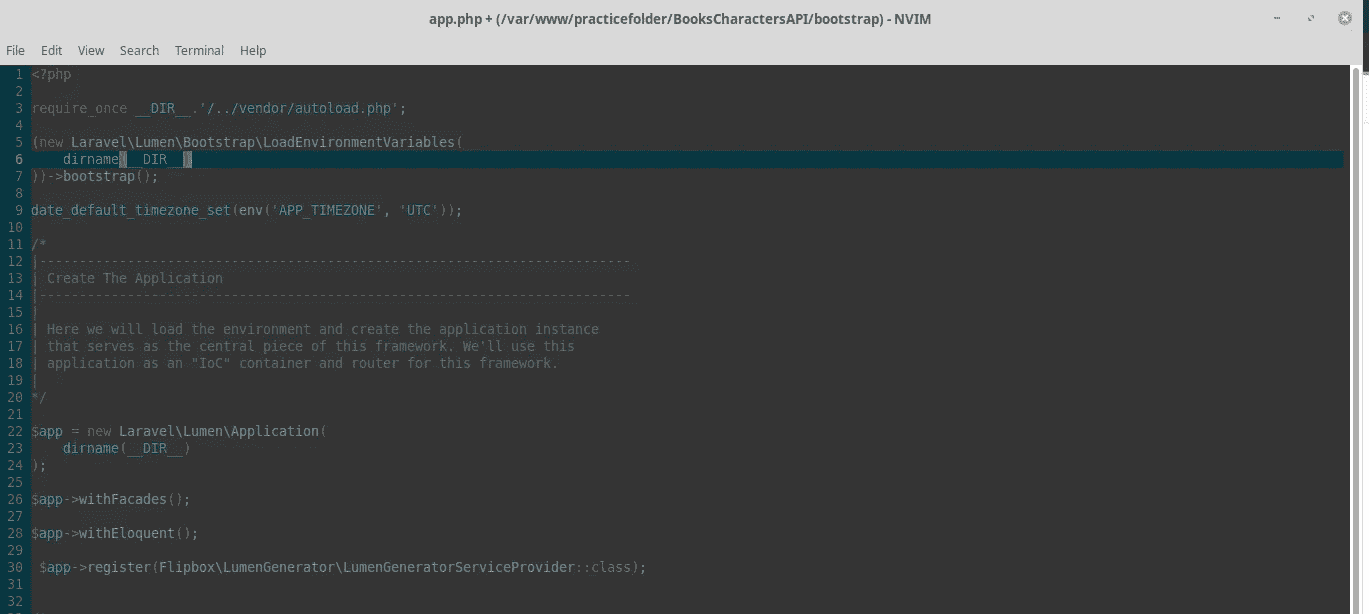 app.php + (/var/www/practicefolder/BooksCharactersAPI/bootstrap) - NVIM
File Edit View Search Terminal Help
1 <?php
2
3 require_once __DIR__.'/../vendor/autoload.php';
4
5 (new Laravel\Lumen\Bootstrap\LoadEnvironmentVariables(
6     dirname(__DIR__)
7 ))->bootstrap();
8
9 date_default_timezone_set(env('APP_TIMEZONE', 'UTC'));
10
11 /*
12 |--------------------------------------------------------------------------
13 | Create The Application
14 |--------------------------------------------------------------------------
15 |
16 | Here we will load the environment and create the application instance
17 | that serves as the central piece of this framework. We'll use this
18 | application as an "IoC" container and router for this framework.
19 |
20 */
21
22 $app = new Laravel\Lumen\Application(
23     dirname(__DIR__)
24 );
25
26 $app->withFacades();
27
28 $app->withEloquent();
29
30  $app->register(Flipbox\LumenGenerator\LumenGeneratorServiceProvider::class);
31
32